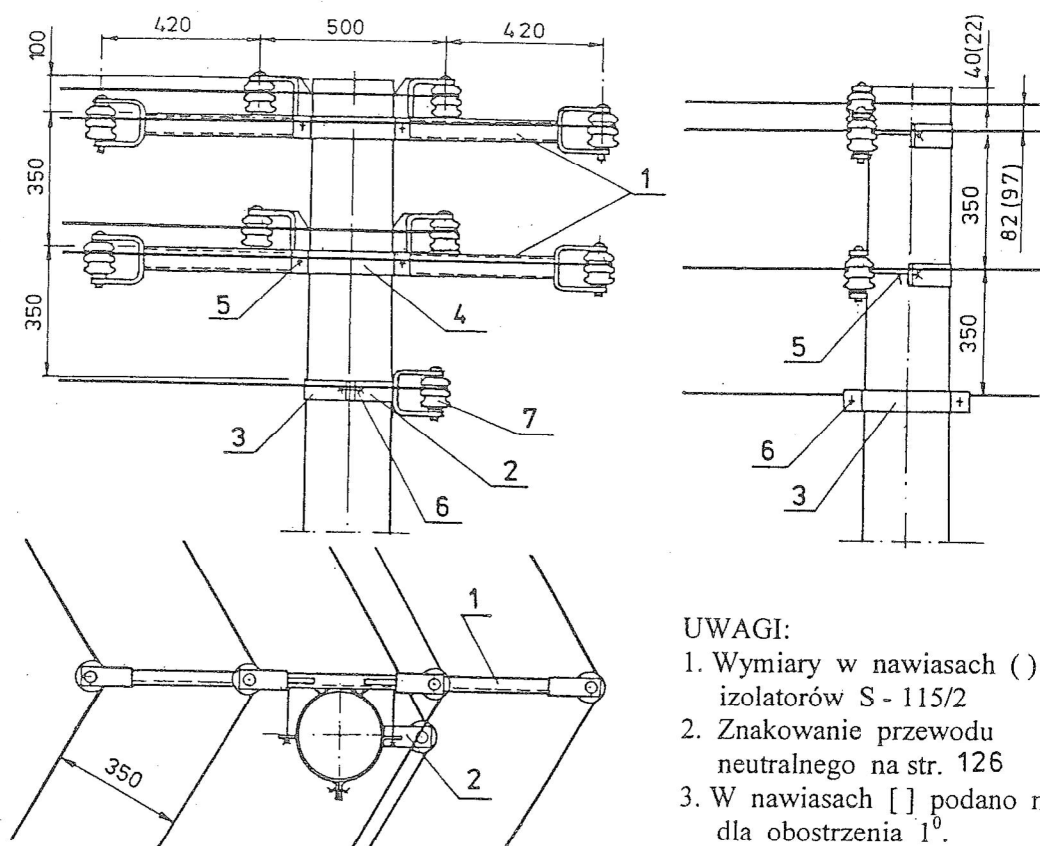 420 500 420
100
350
350
1
5
4
7
3
2
6
40(22)
350
82 (97)
350
5
6
3
1
2
350
UWAGI:
1. Wymiary w nawiasach ( )
izolatorów S - 115/2
2. Znakowanie przewodu
neutralnego na str. 126
3. W nawiasach [ ] podano
dla obostrzenia 1⁰.